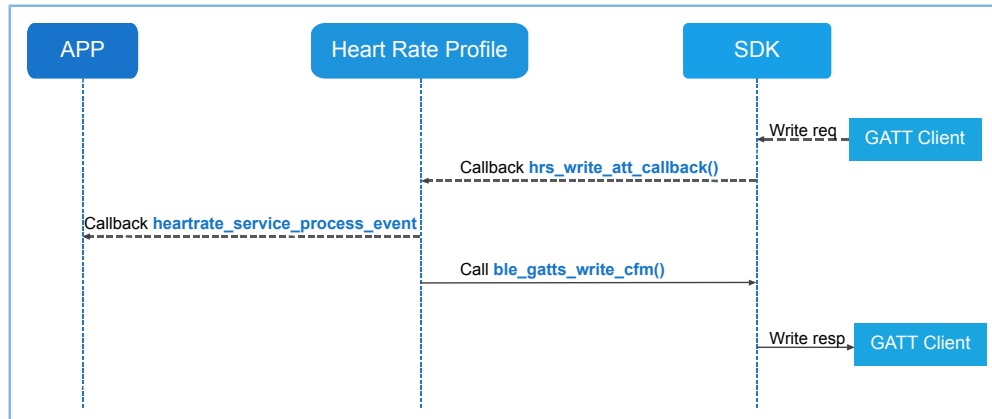 APP
Heart Rate Profile
SDK
Write req
GATT Client
Callback hrs_write_att_callback()
Callback heartrate_service_process_event
Call ble_gatts_write_cfm()
Write resp
GATT Client